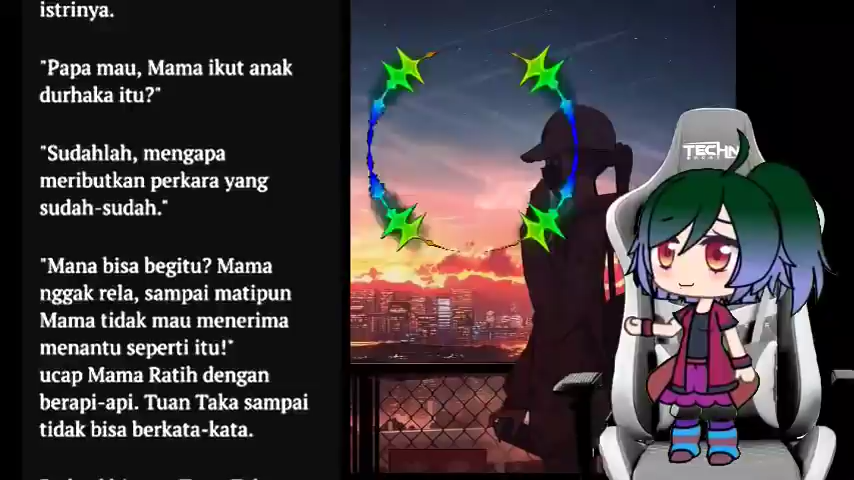 istrinya.
"Papa mau, Mama ikut anak
durhaka itu?"
"Sudahlah, mengapa
meributkan perkara yang
sudah-sudah."
"Mana bisa begitu? Mama
nggak rela, sampai matipun
Mama tidak mau menerima
menantu seperti itu!"
ucap Mama Ratih dengan
berapi-api. Tuan Taka sampai
tidak bisa berkata-kata.
TECHN